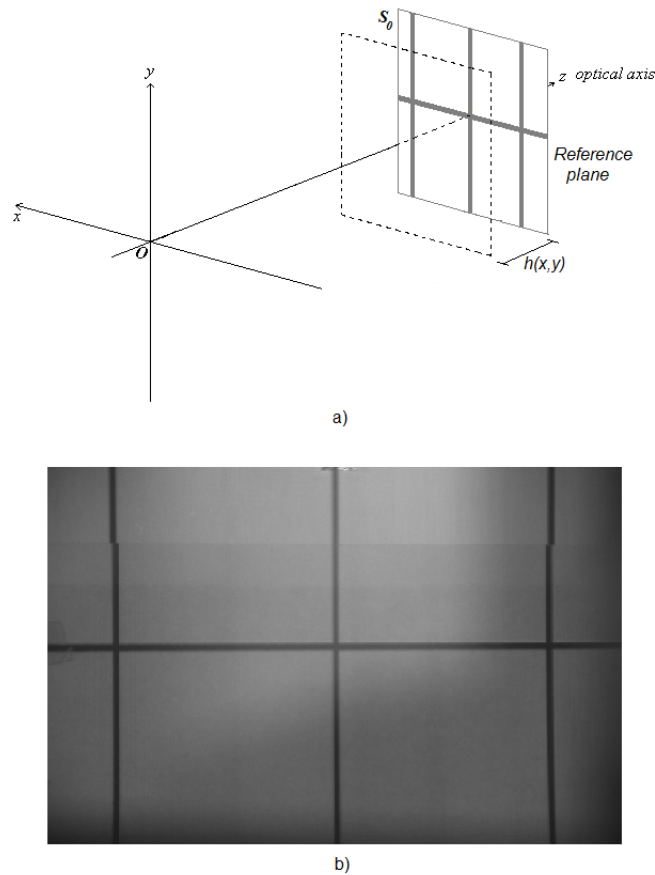 S₀
y
z optical axis
Reference
plane
x
O
h(x,y)
a)
b)